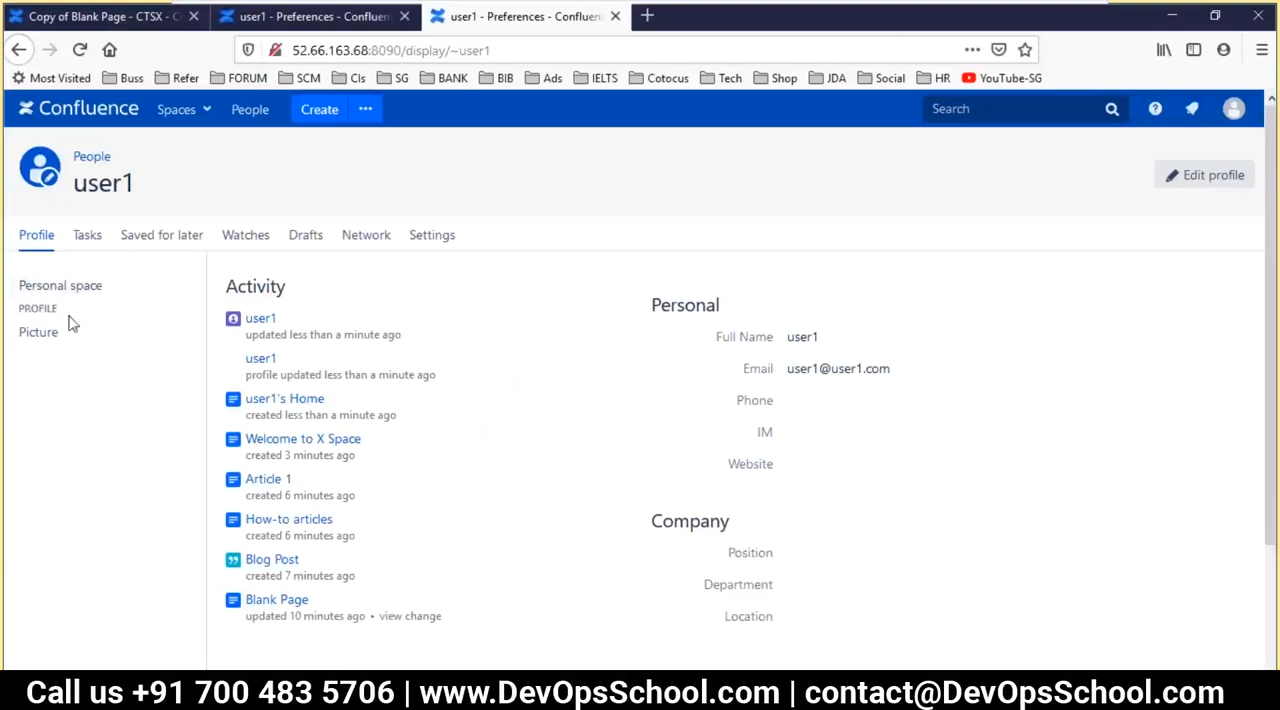 Copy of Blank Page - CTSX - C
user1 - Preferences - Confluen
user1 - Preferences - Confluen
52.66.163.68:8090/display/~user1
Most Visited Buss Refer FORUM SCM CIs SG BANK BIB Ads IELTS Cotocus Tech Shop JDA Social HR YouTube-SG
Confluence Spaces People Create ••• Search
People
user1
Edit profile
Profile Tasks Saved for later Watches Drafts Network Settings
Personal space
PROFILE
Picture
Activity
user1
updated less than a minute ago
user1
profile updated less than a minute ago
user1's Home
created less than a minute ago
Welcome to X Space
created 3 minutes ago
Article 1
created 6 minutes ago
How-to articles
created 6 minutes ago
Blog Post
created 7 minutes ago
Blank Page
updated 10 minutes ago • view change
Personal
Full Name user1
Email user1@user1.com
Phone
IM
Website
Company
Position
Department
Location
Call us +91 700 483 5706 | www.DevOpsSchool.com | contact@DevOpsSchool.com